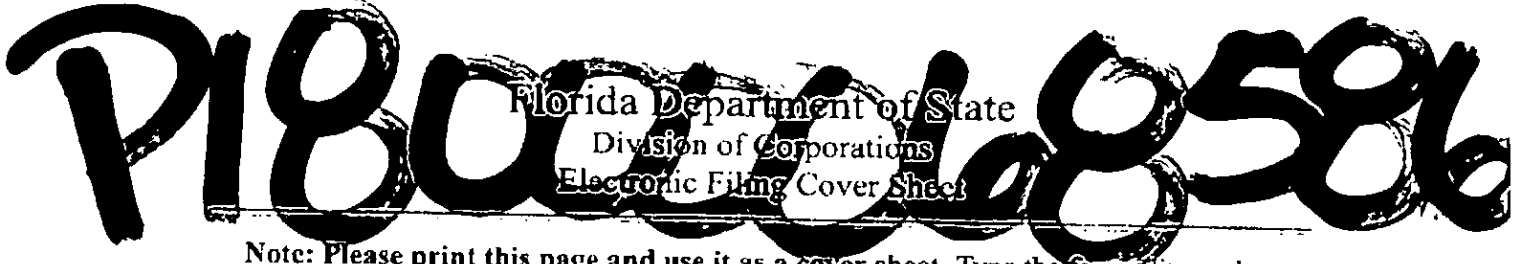 P18000068586
Florida Department of State
Division of Corporations
Electronic Filing Cover Sheet
Note: Please print this page and use it as a cover sheet. Type the